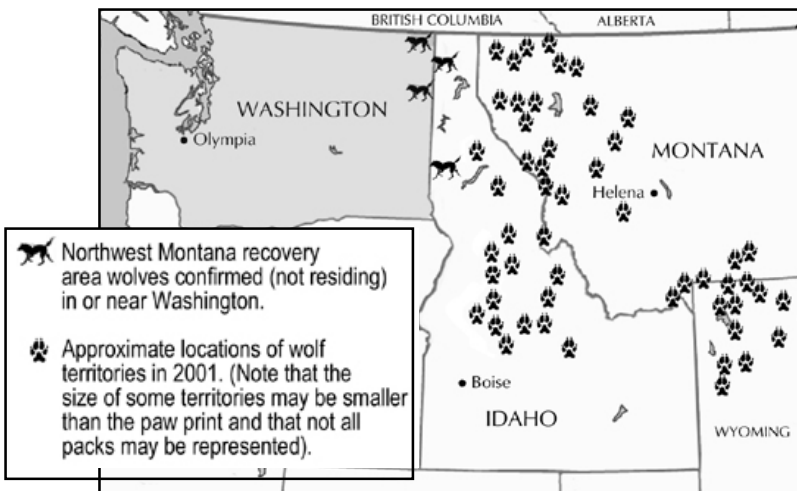 BRITISH COLUMBIA
ALBERTA
WASHINGTON
Olympia
MONTANA
Helena
Northwest Montana recovery
area wolves confirmed (not residing)
in or near Washington.
Approximate locations of wolf
territories in 2001. (Note that the
size of some territories may be smaller
than the paw print and that not all
packs may be represented).
Boise
IDAHO
WYOMING